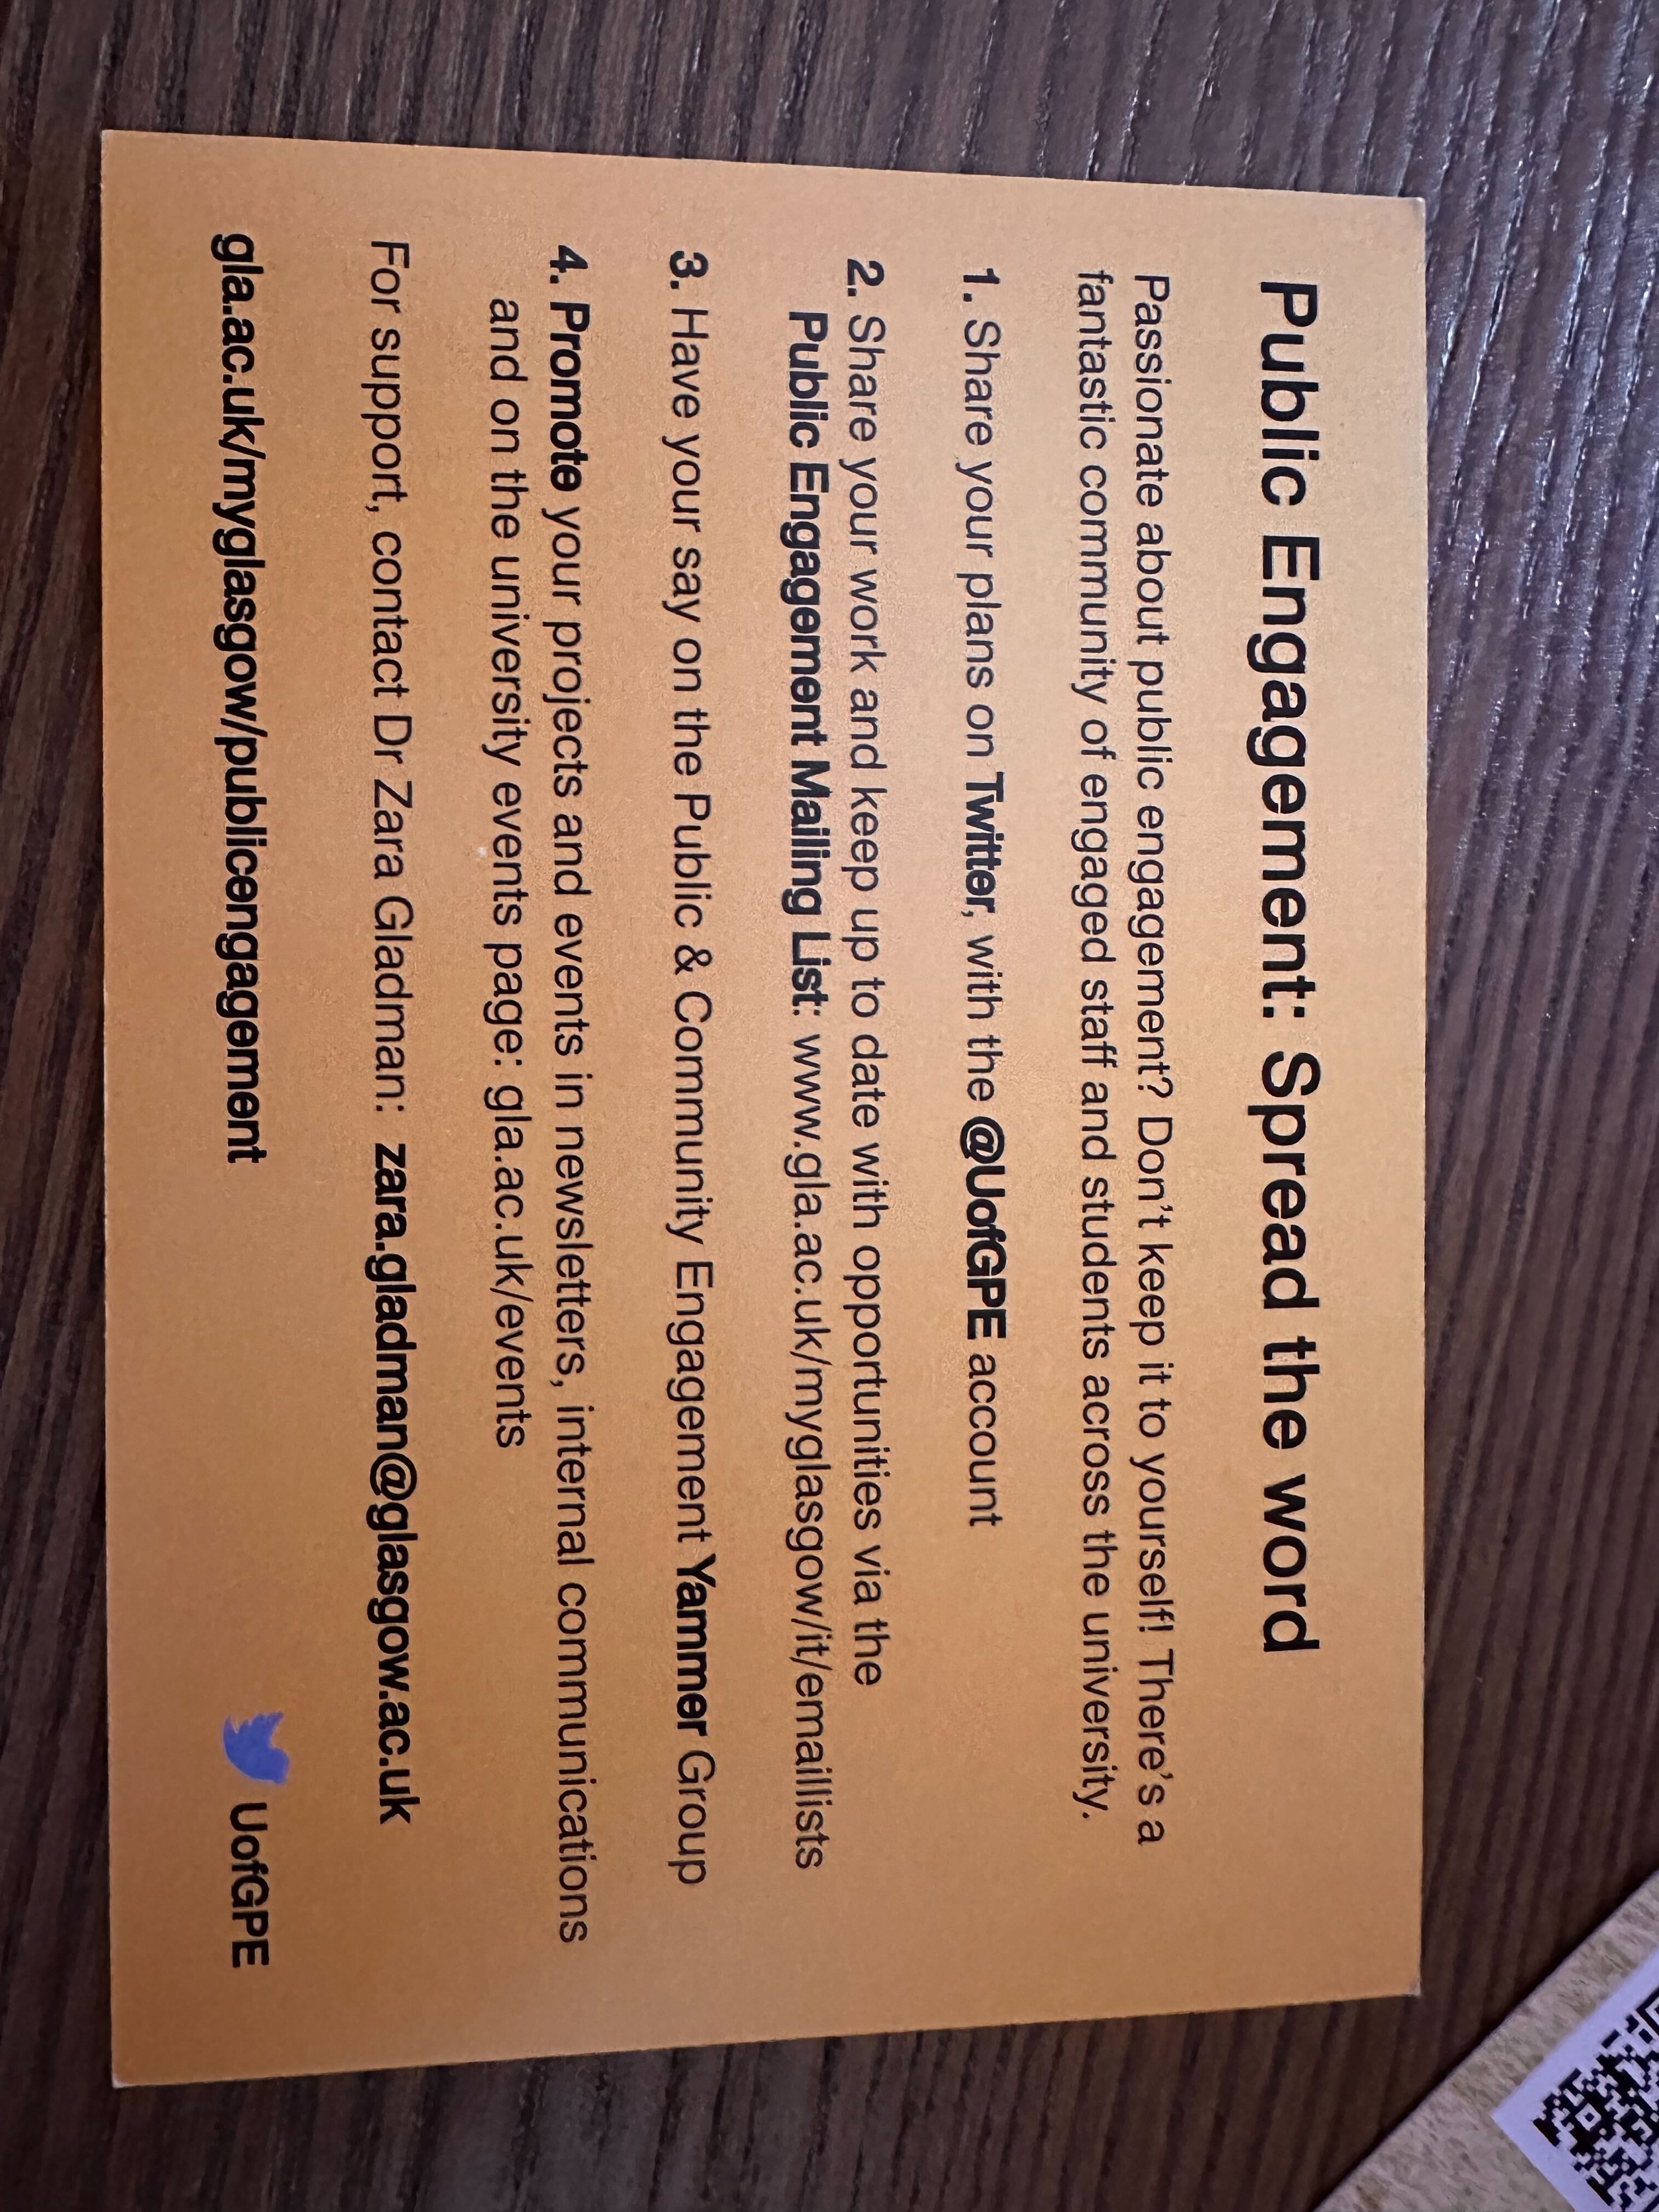 Public Engagement: Spread the word
Passionate about public engagement? Don't keep it to yourself! There's a
fantastic community of engaged staff and students across the university.
1. Share your plans on Twitter, with the @UofGPE account
2. Share your work and keep up to date with opportunities via the
Public Engagement Mailing List: www.gla.ac.uk/myglasgow/it/emaillists
3. Have your say on the Public & Community Engagement Yammer Group
4. Promote your projects and events in newsletters, internal communications
and on the university events page: gla.ac.uk/events
For support, contact Dr Zara Gladman: zara.gladman@glasgow.ac.uk
gla.ac.uk/myglasgow/publicengagement
UofGPE